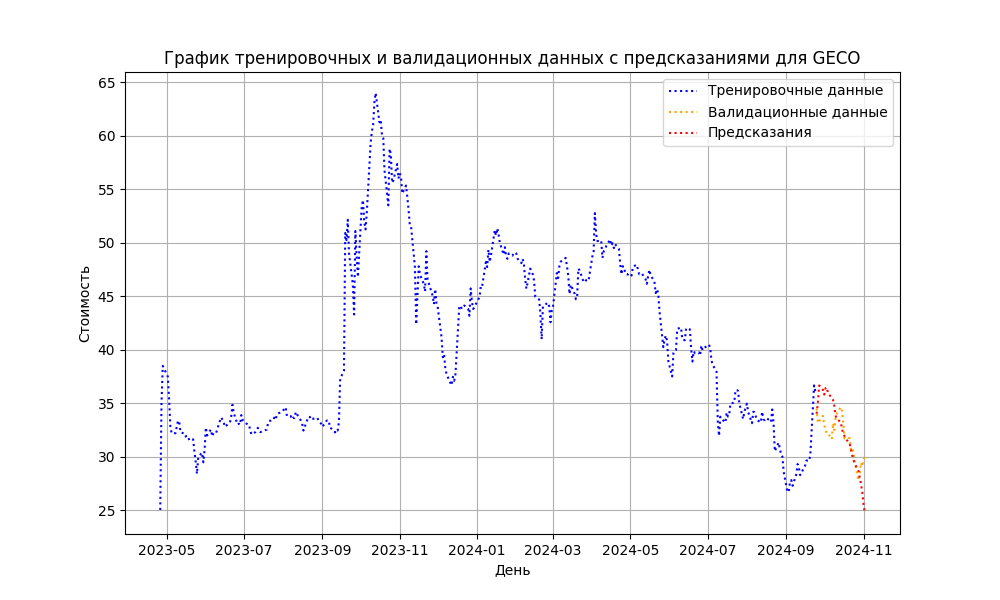 График тренировочных и валидационных данных с предсказаниями для GECO
Тренировочные данные
Валидационные данные
Предсказания
Стоимость
65
60
55
50
45
40
35
30
25
2023-05 2023-07 2023-09 2023-11 2024-01 2024-03 2024-05 2024-07 2024-09 2024-11
День